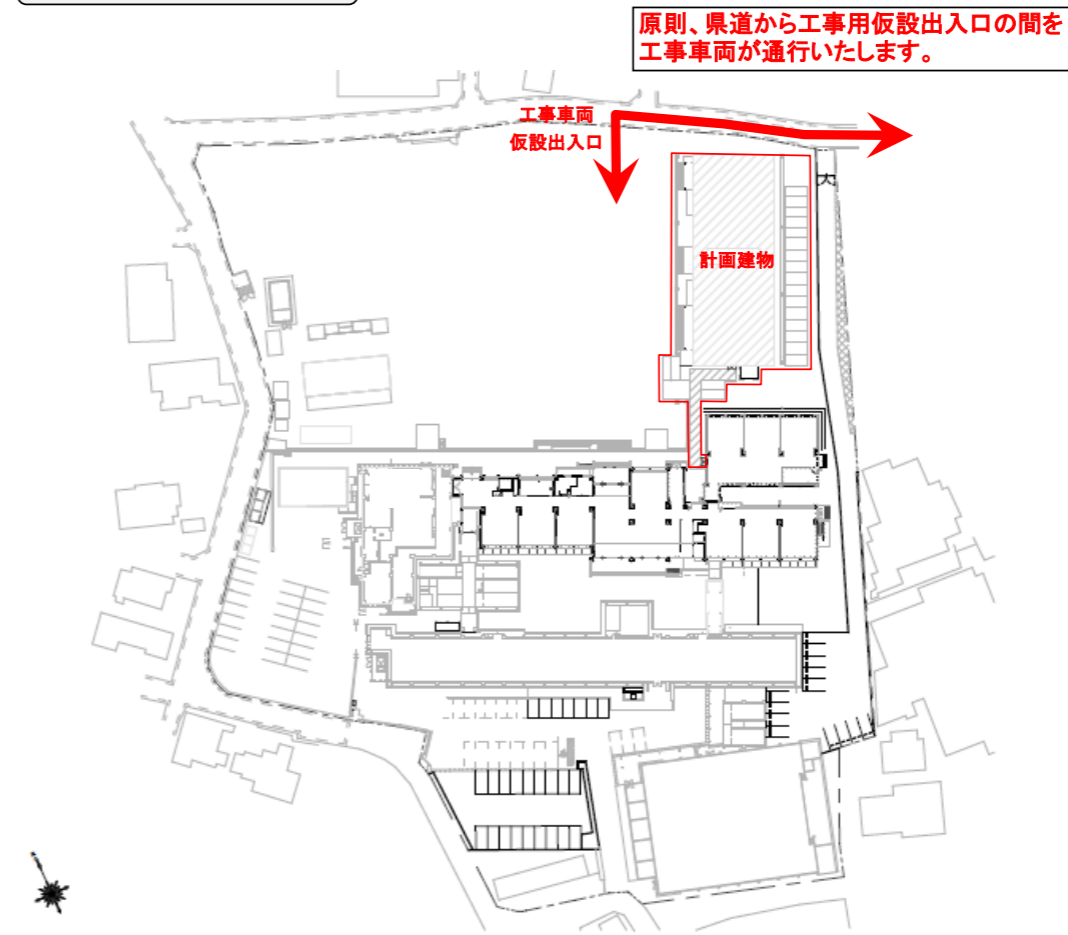 原則、県道から工事用仮設出入口の間を
工事車両が通行いたします。
工事車両
仮設出入口
計画建物